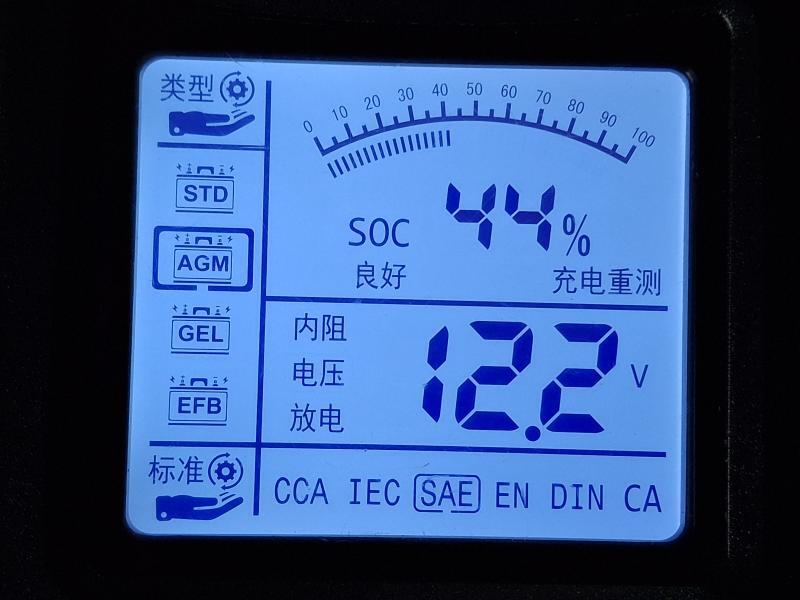 类型
STD
AGM
GEL
EFB
标准
0 10 20 30 40 50 60 70 80 90 100
SOC 44%
良好 充电重测
内阻
电压
放电
12.2 V
CCA IEC SAE EN DIN CA